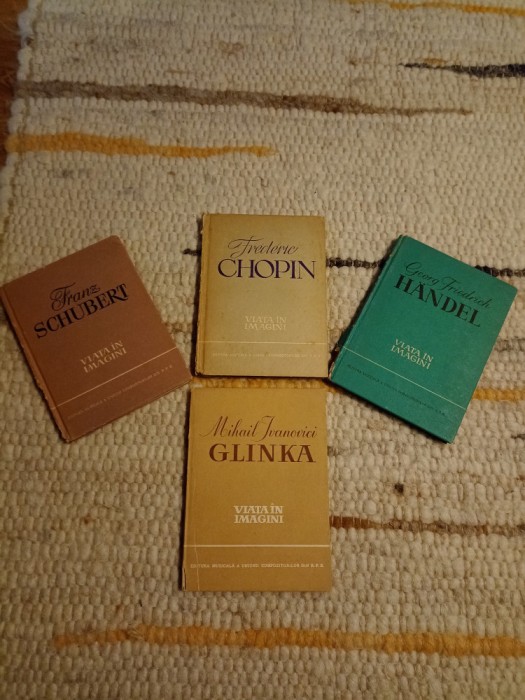 Franz
SCHUBERT
VIAȚA ÎN
IMAGINI
Frédéric
CHOPIN
VIAȚA ÎN
IMAGINI
Georg Friedrich
HÄNDEL
VIAȚA ÎN
IMAGINI
Mihail Ivanovici
GLINKA
VIAȚA ÎN
IMAGINI
EDITURA MUZICALĂ A UNIUNII COMPOZITORILOR DIN R.P.R.